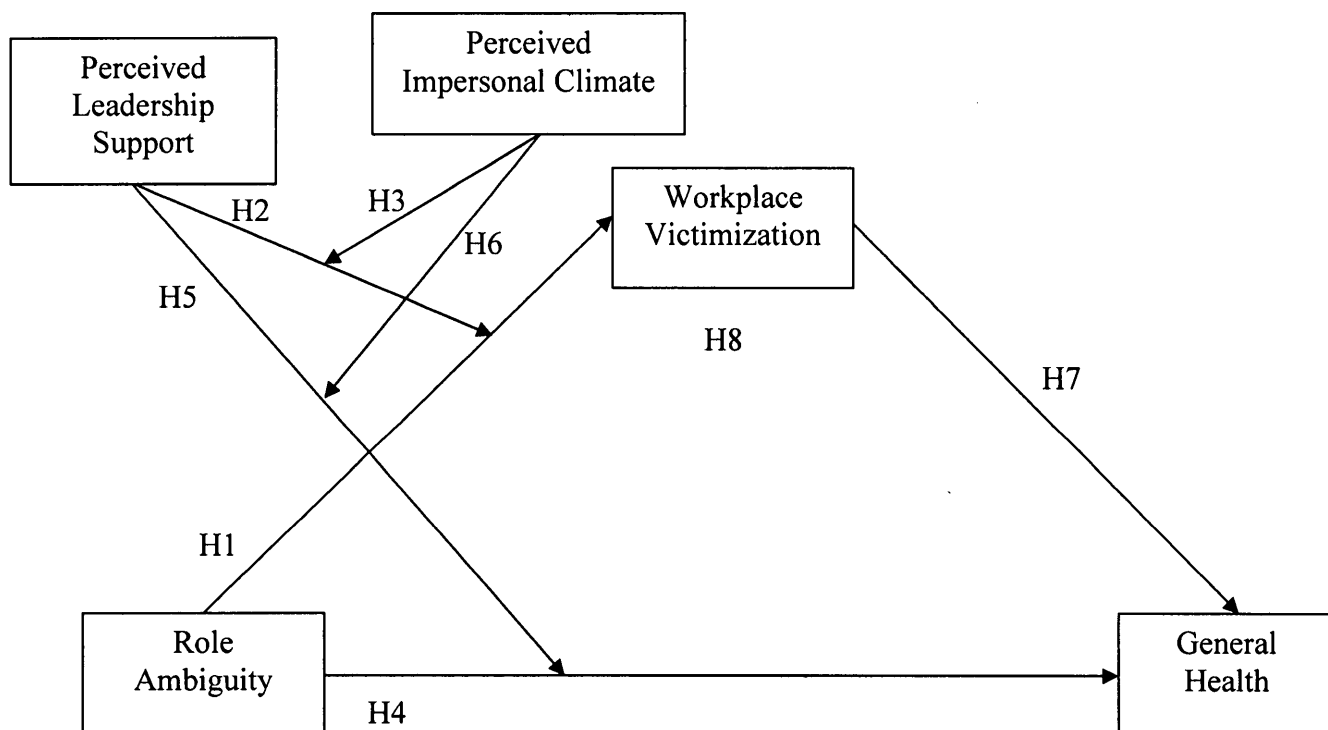 Perceived
Leadership
Support
Perceived
Impersonal Climate
Workplace
Victimization
H2
H3
H6
H5
H8
H7
H1
Role
Ambiguity
H4
General
Health